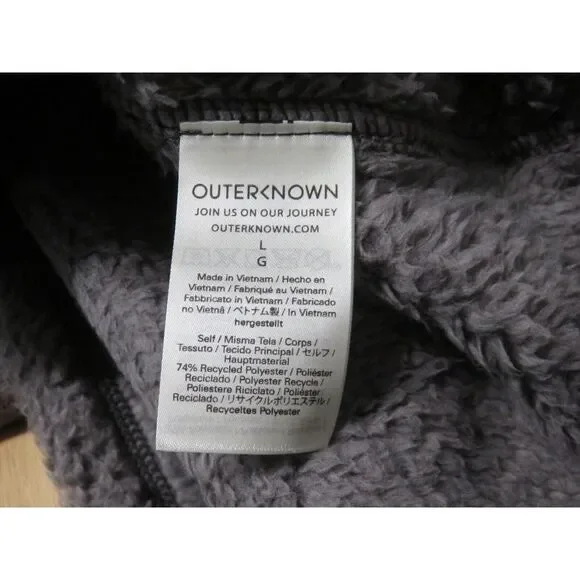 OUTERKNOWN
JOIN US ON OUR JOURNEY
OUTERKNOWN.COM
L
G
Made in Vietnam / Hecho en
Vietnam / Fabriqué au Vietnam /
Fabbricato in Vietnam / Fabricado
no Vietnã / ベトナム製 / In Vietnam
hergestellt
Self / Misma Tela / Corps /
Tessuto / Tecido Principal / セルフ /
Hauptmaterial
74% Recycled Polyester / Poliéster
Reciclado / Polyester Recycle /
Poliestere Riciclato / Poliéster
Reciclado / リサイクルポリエステル /
Recyceltes Polyester